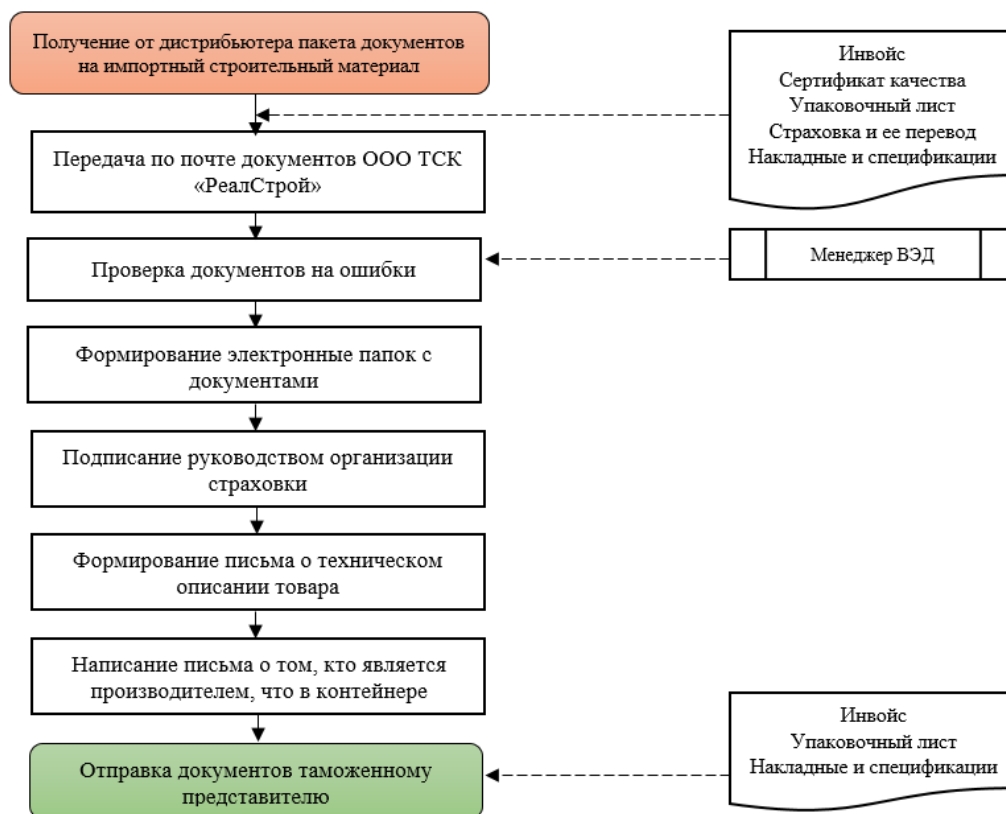 Получение от дистрибьютера пакета документов
на импортный строительный материал
Инвойс
Сертификат качества
Упаковочный лист
Страховка и ее перевод
Накладные и спецификации
Передача по почте документов ООО ТСК
«РеалСтрой»
Проверка документов на ошибки
Менеджер ВЭД
Формирование электронные папок с
документами
Подписание руководством организации
страховки
Формирование письма о техническом
описании товара
Написание письма о том, кто является
производителем, что в контейнере
Отправка документов таможенному
представителю
Инвойс
Упаковочный лист
Накладные и спецификации